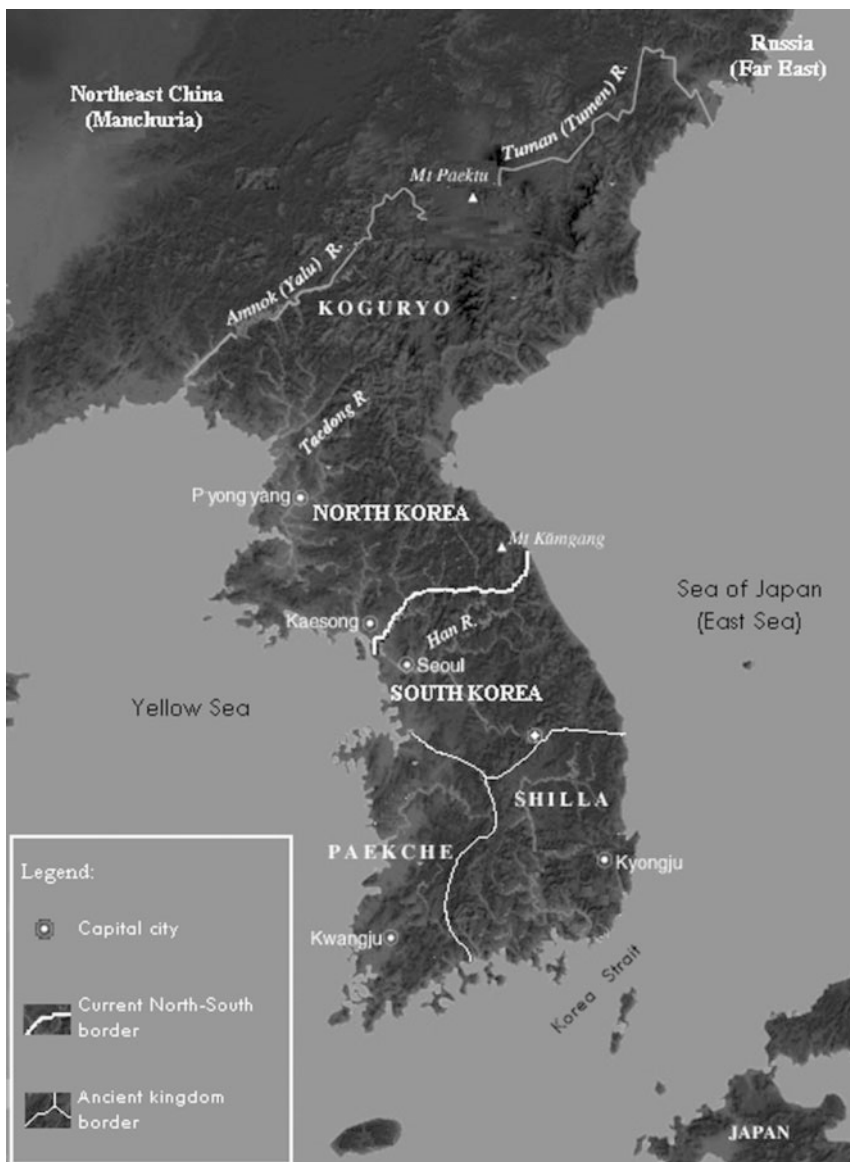 Russia
(Far East)
Northeast China
(Manchuria)
Tuman (Tumen) R.
Mt Paektu
Amnok (Yalu) R.
KOGURYO
Taedong R
Pyongyang
NORTH KOREA
Mt Kŭmgang
Sea of Japan
(East Sea)
Kaesong
Han R.
Seoul
SOUTH KOREA
Yellow Sea
SHILLA
PAEKCHE
Kyongju
Legend:
Capital city
Kwangju
Korea Strait
Current North-South
border
Ancient kingdom
border
JAPAN